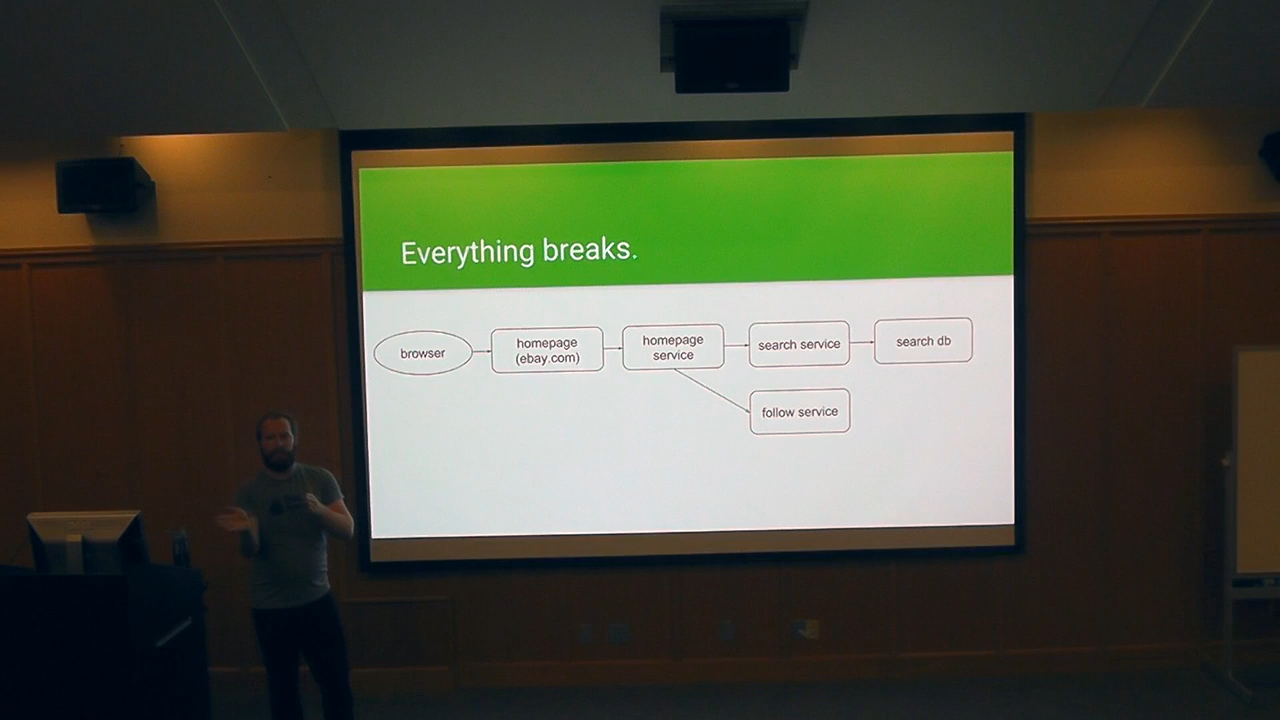 Everything breaks.
browser
homepage
(ebay.com)
homepage
service
search service
search db
follow service